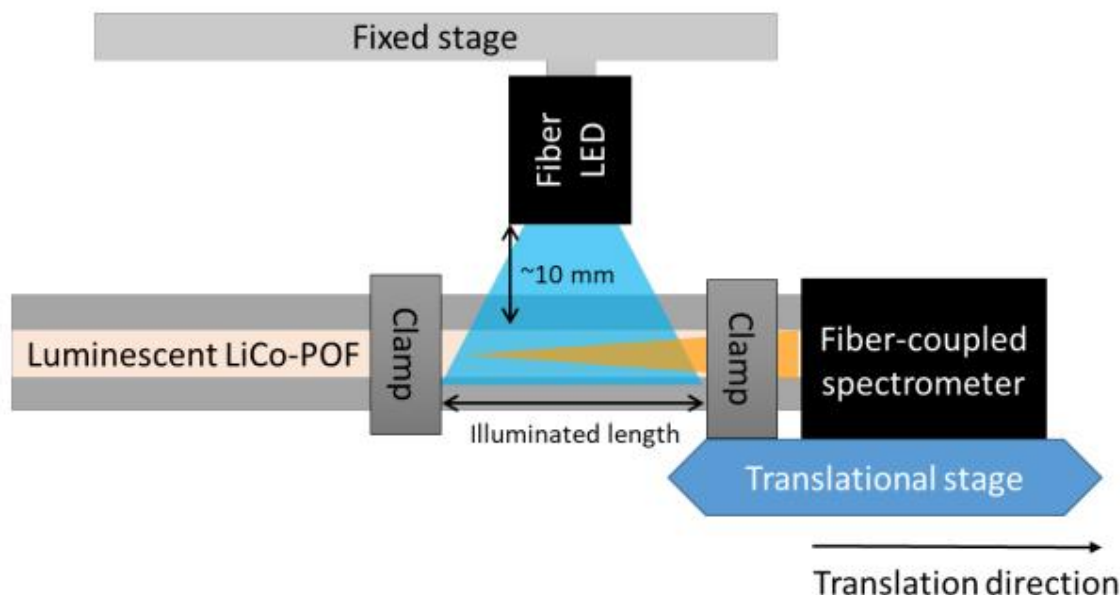 Fixed stage
Fiber
LED
~10 mm
Luminescent LiCo-POF
Clamp
Clamp
Fiber-coupled
spectrometer
Illuminated length
Translational stage
Translation direction